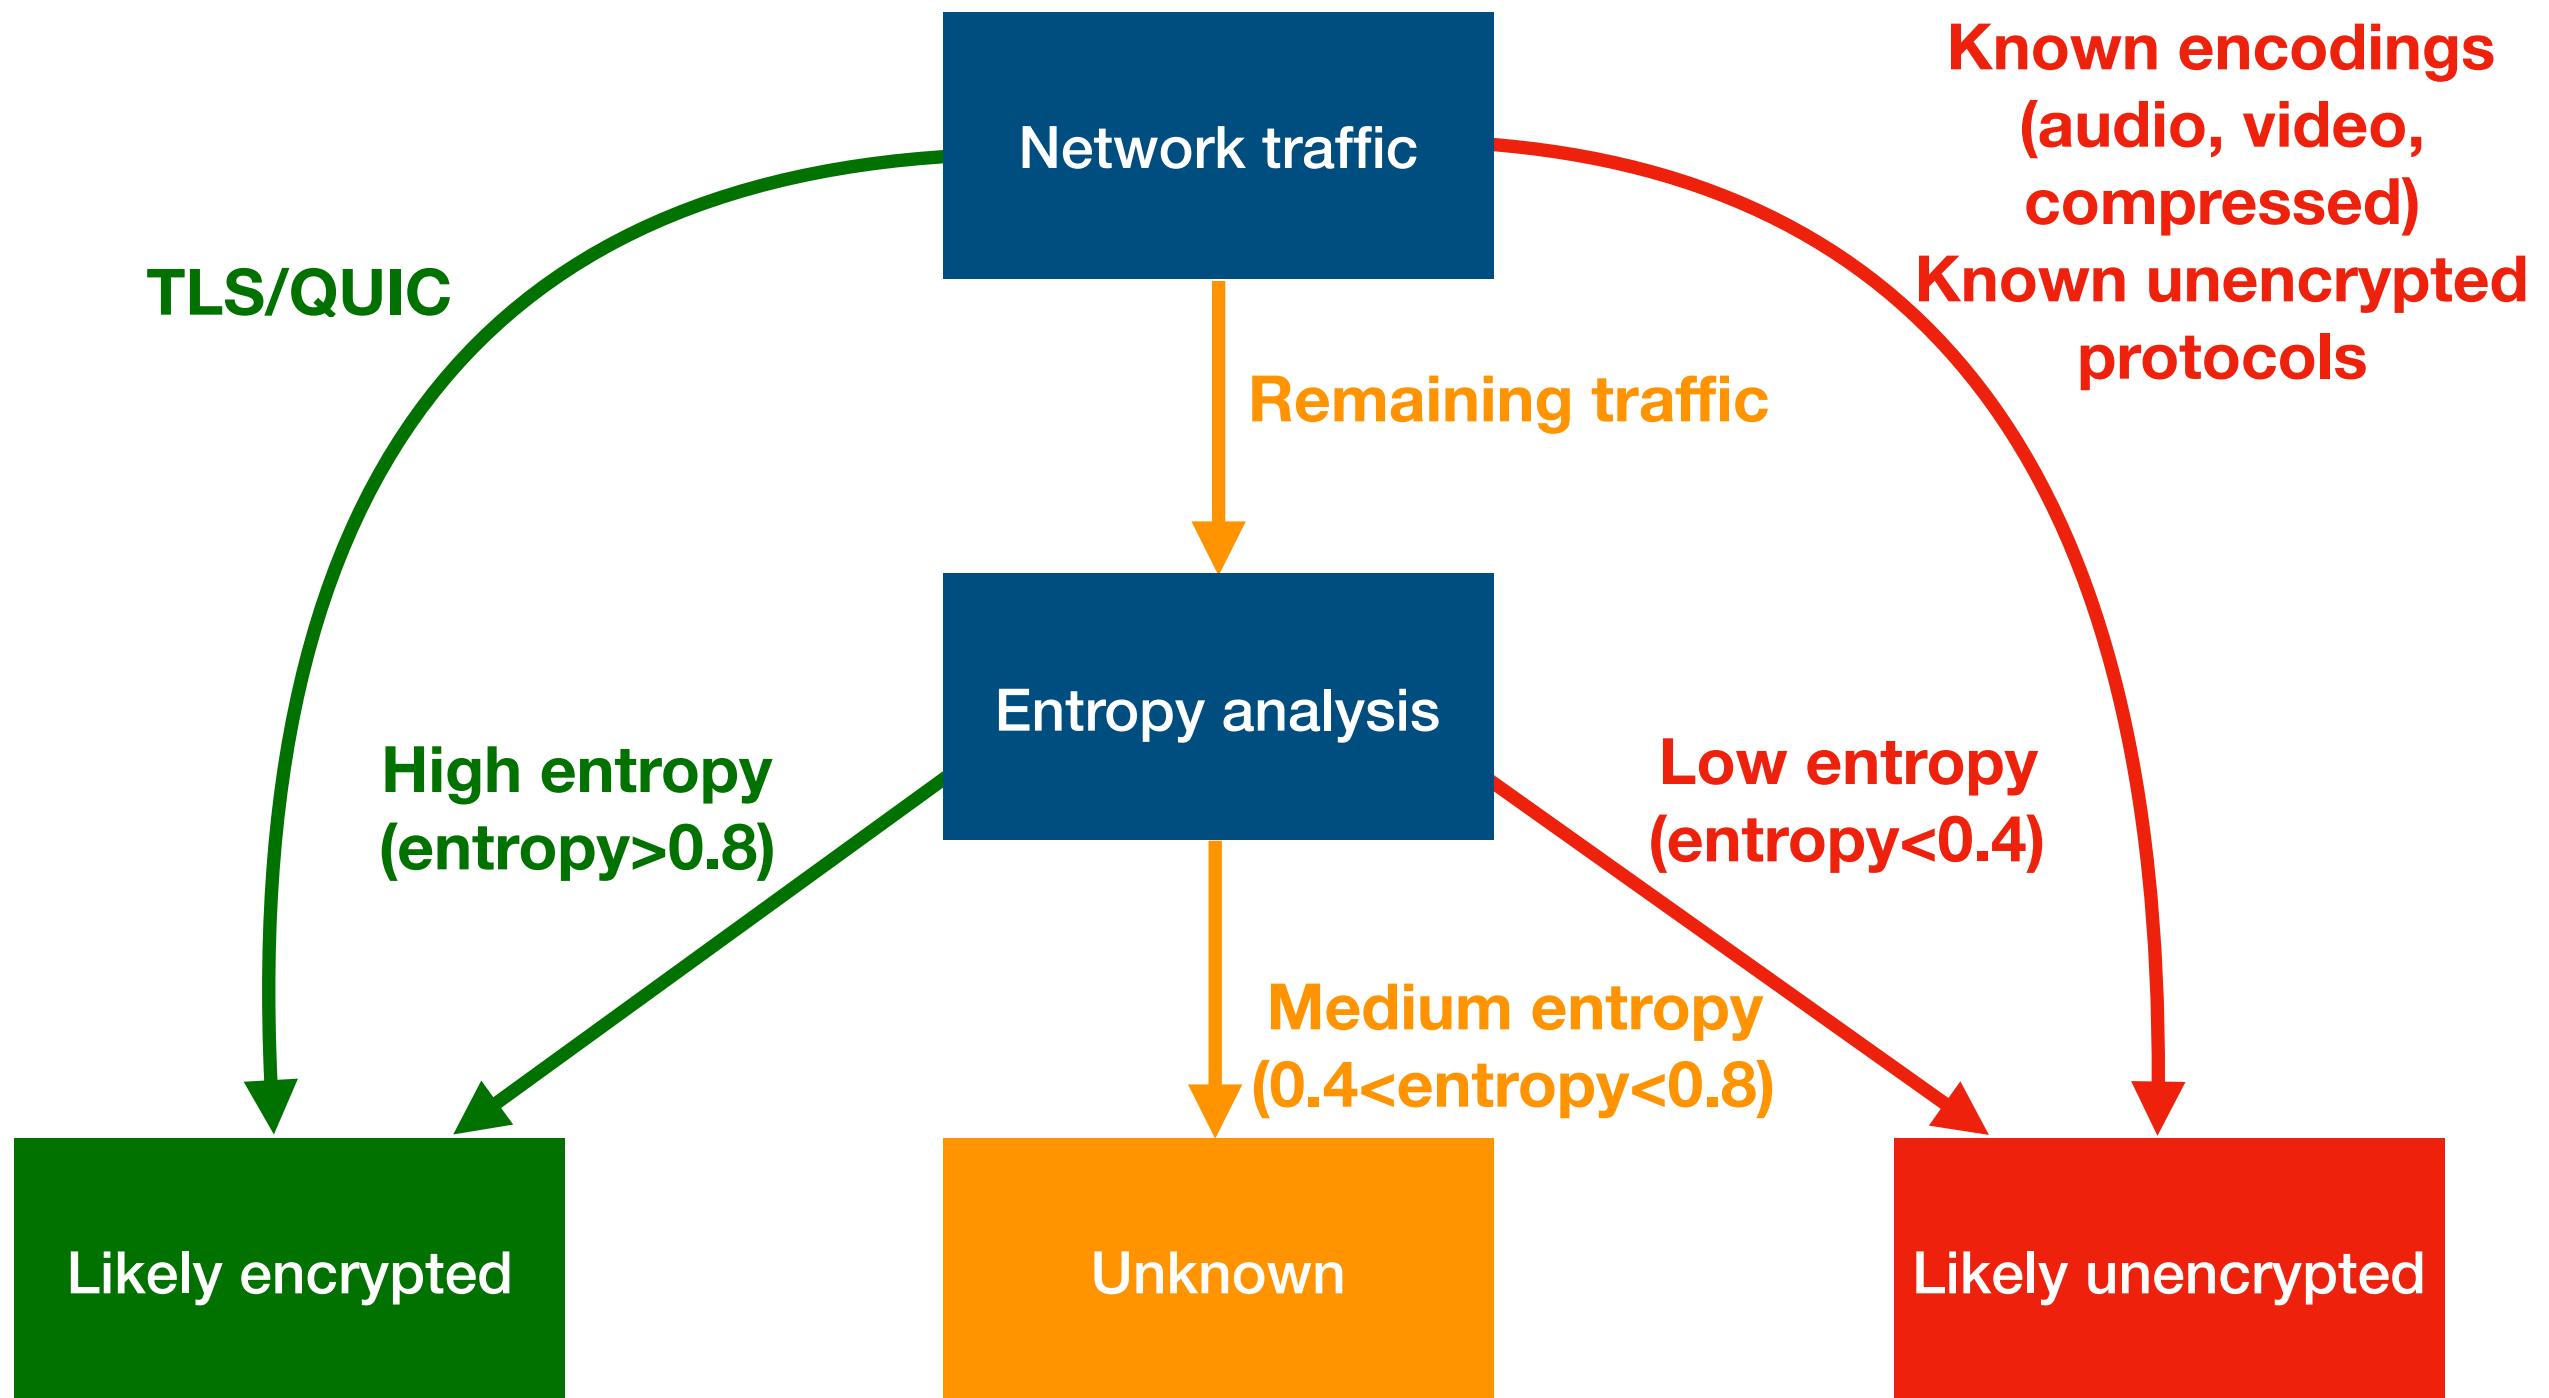 Network traffic
Known encodings
(audio, video,
compressed)
Known unencrypted
protocols
TLS/QUIC
Remaining traffic
Entropy analysis
High entropy
(entropy>0.8)
Low entropy
(entropy<0.4)
Medium entropy
(0.4<entropy<0.8)
Likely encrypted
Unknown
Likely unencrypted